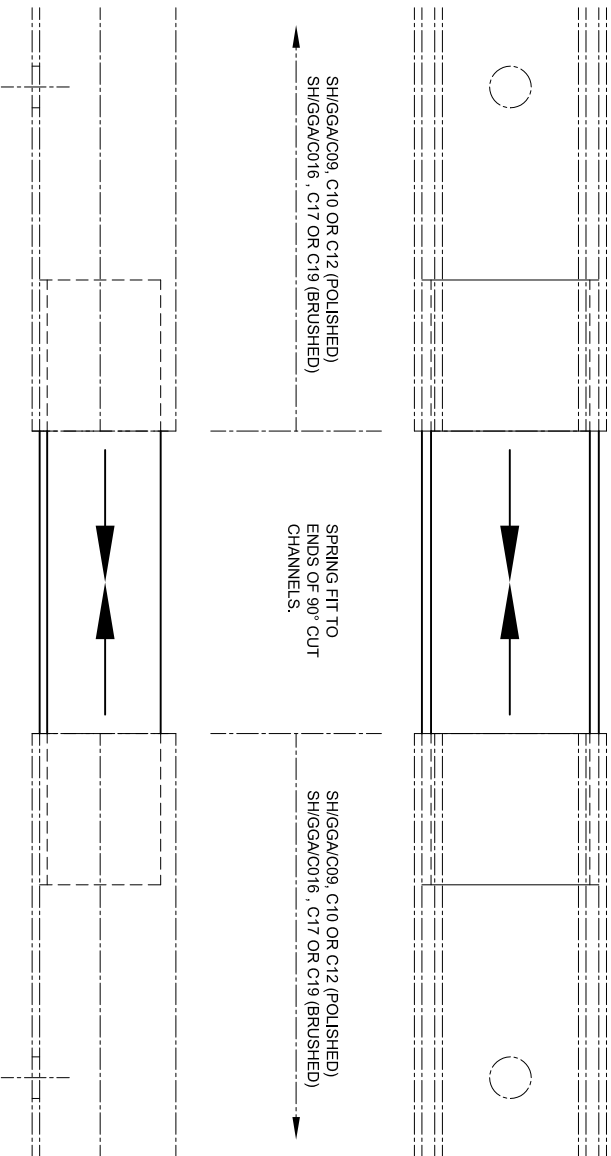 SH/GGA/C09, C10 OR C12 (POLISHED)
SH/GGA/C016 , C17 OR C19 (BRUSHED)
SPRING FIT TO
ENDS OF 90° CUT
CHANNELS.
SH/GGA/C09, C10 OR C12 (POLISHED)
SH/GGA/C016 , C17 OR C19 (BRUSHED)